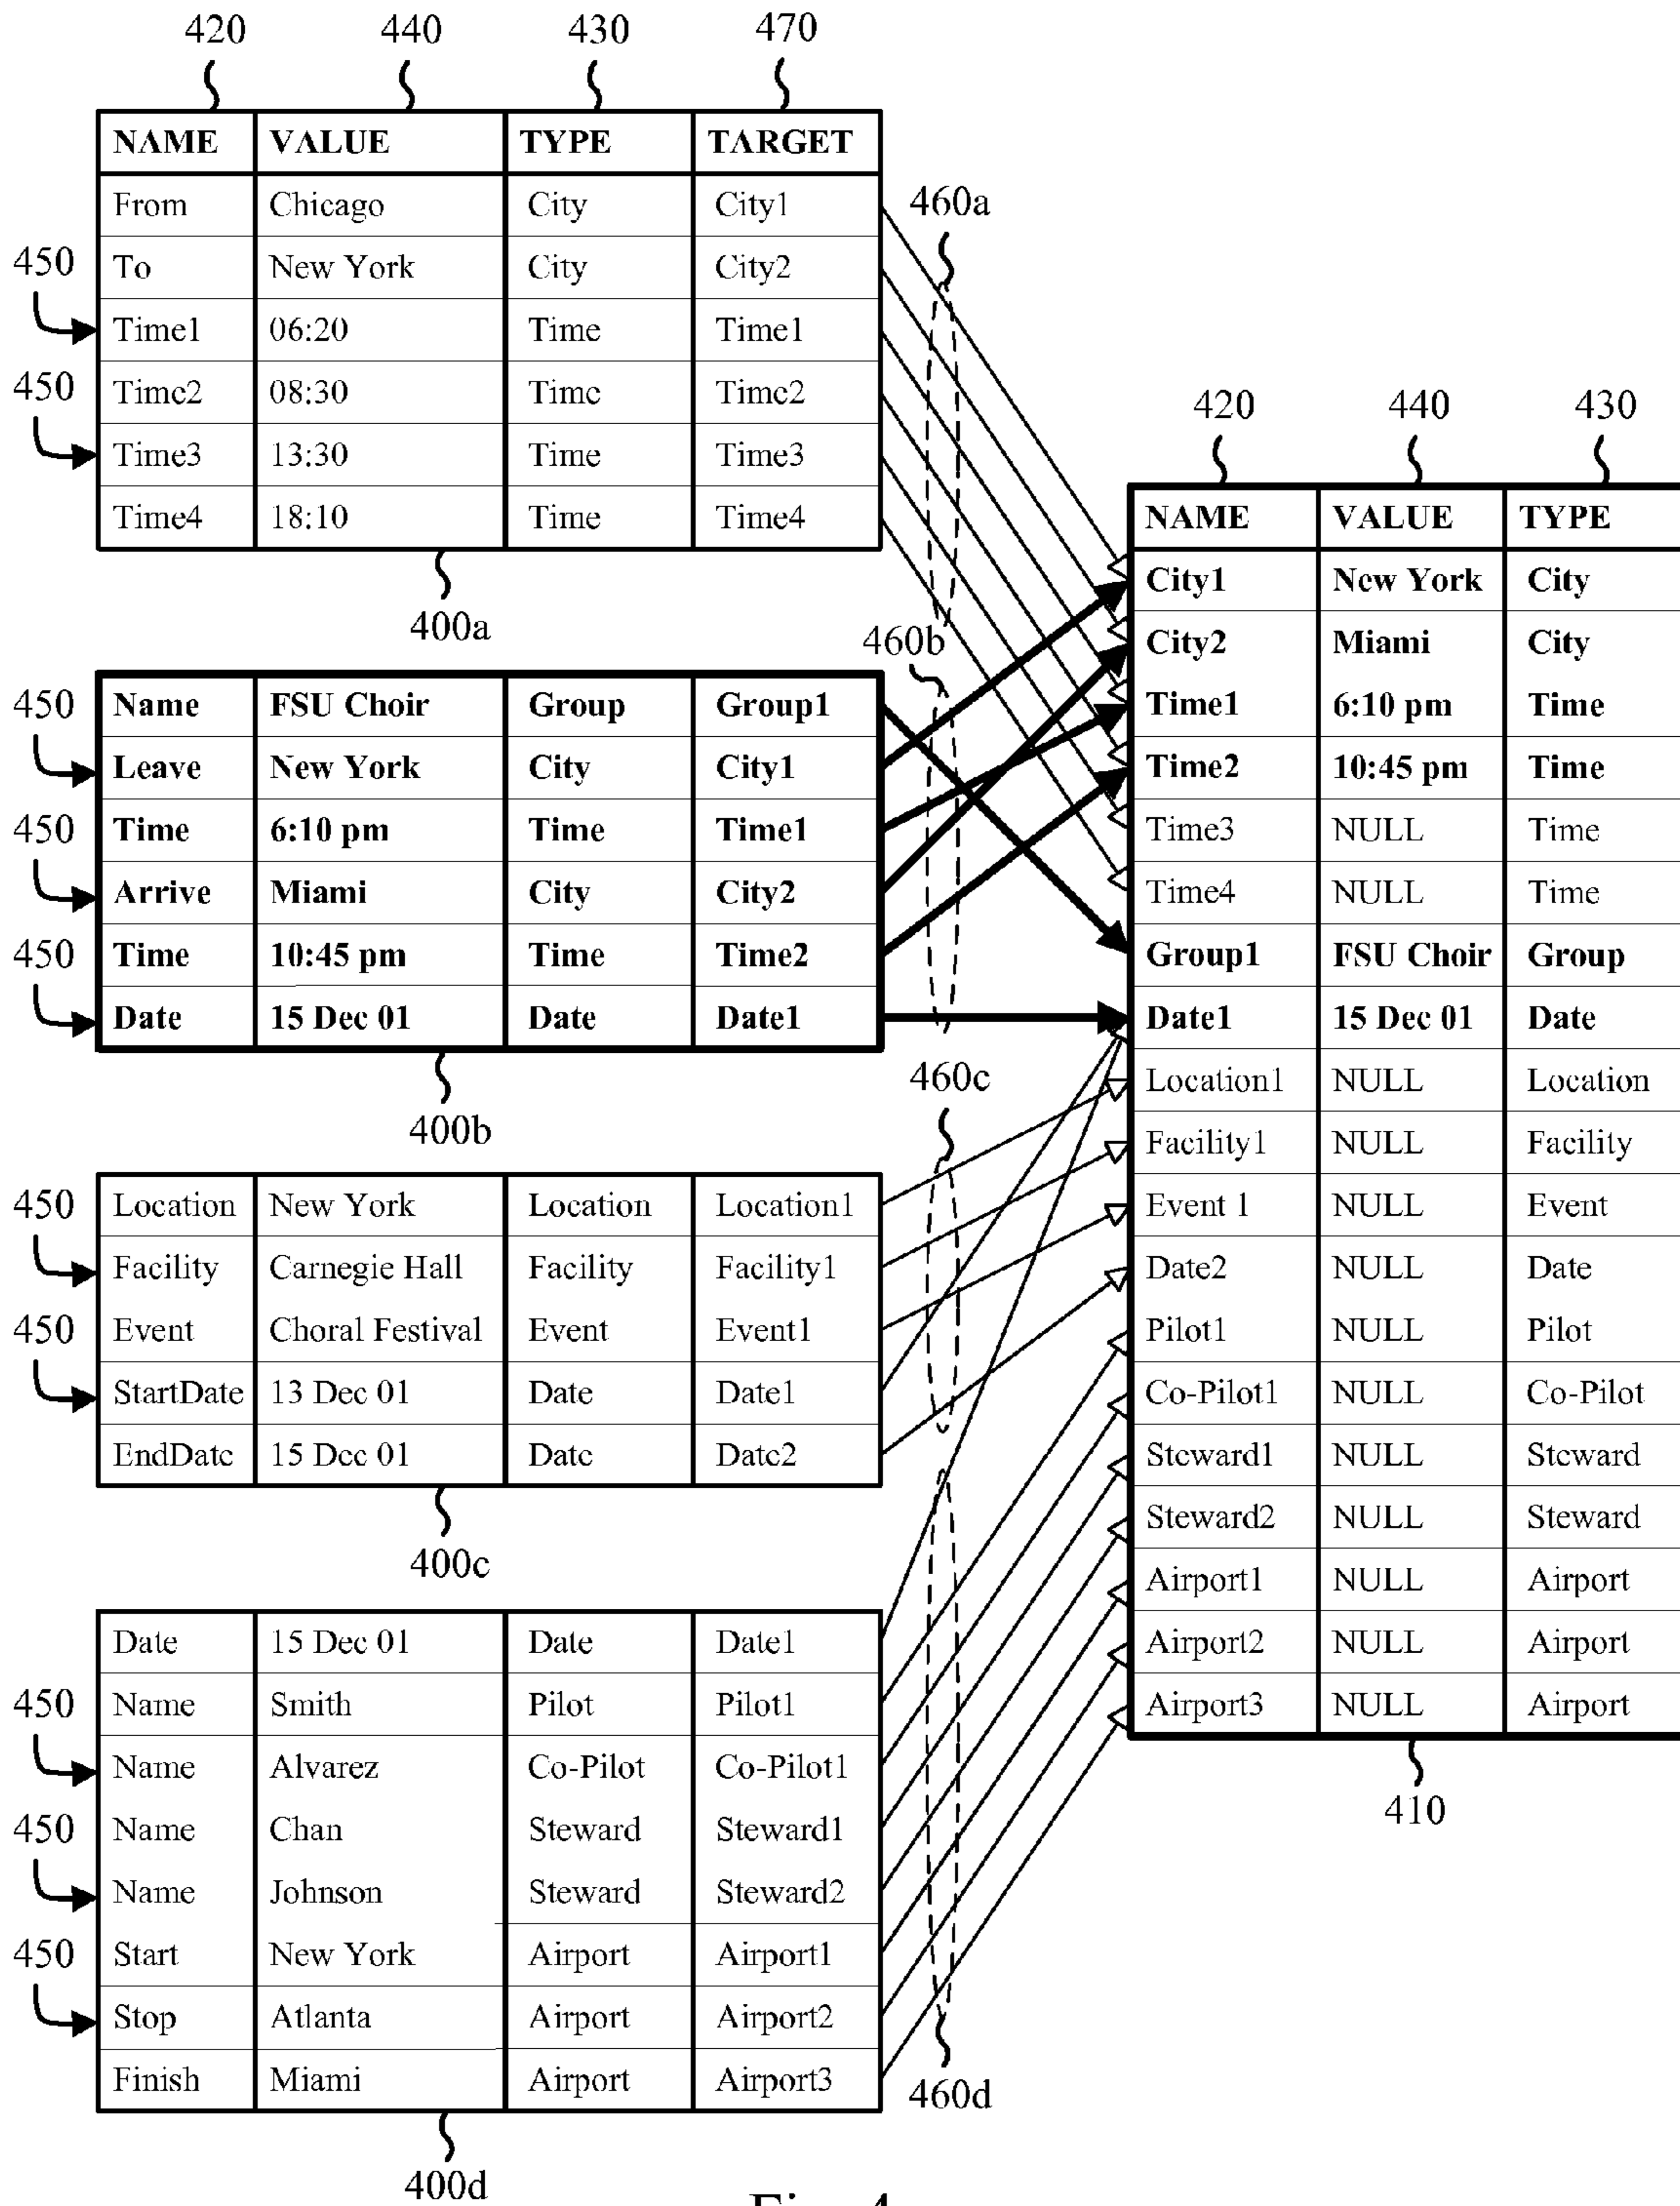 420 440 430 470
NAME VALUE TYPE TARGET
From Chicago City City1
460a
450 To New York City City2
Time1 06:20 Time Time1
450 Time2 08:30 Time Time2
420 440 430
Time3 13:30 Time Time3
Time4 18:10 Time Time4
400a
460b
450 Name FSU Choir Group Group1
Leave New York City City1
450 Time 6:10 pm Time Time1
Arrive Miami City City2
450 Time 10:45 pm Time Time2
Date 15 Dec 01 Date Date1
400b
460c
450 Location New York Location Location1
Facility Carnegie Hall Facility Facility1
450 Event Choral Festival Event Event1
StartDate 13 Dec 01 Date Date1
EndDate 15 Dec 01 Date Date2
400c
Date 15 Dec 01 Date Date1
450 Name Smith Pilot Pilot1
Name Alvarez Co-Pilot Co-Pilot1
450 Name Chan Steward Steward1
Name Johnson Steward Steward2
450 Start New York Airport Airport1
Stop Atlanta Airport Airport2
Finish Miami Airport Airport3
460d
400d
NAME VALUE TYPE
City1 New York City
City2 Miami City
Time1 6:10 pm Time
Time2 10:45 pm Time
Time3 NULL Time
Time4 NULL Time
Group1 FSU Choir Group
Date1 15 Dec 01 Date
Location1 NULL Location
Facility1 NULL Facility
Event 1 NULL Event
Date2 NULL Date
Pilot1 NULL Pilot
Co-Pilot1 NULL Co-Pilot
Steward1 NULL Steward
Steward2 NULL Steward
Airport1 NULL Airport
Airport2 NULL Airport
Airport3 NULL Airport
410